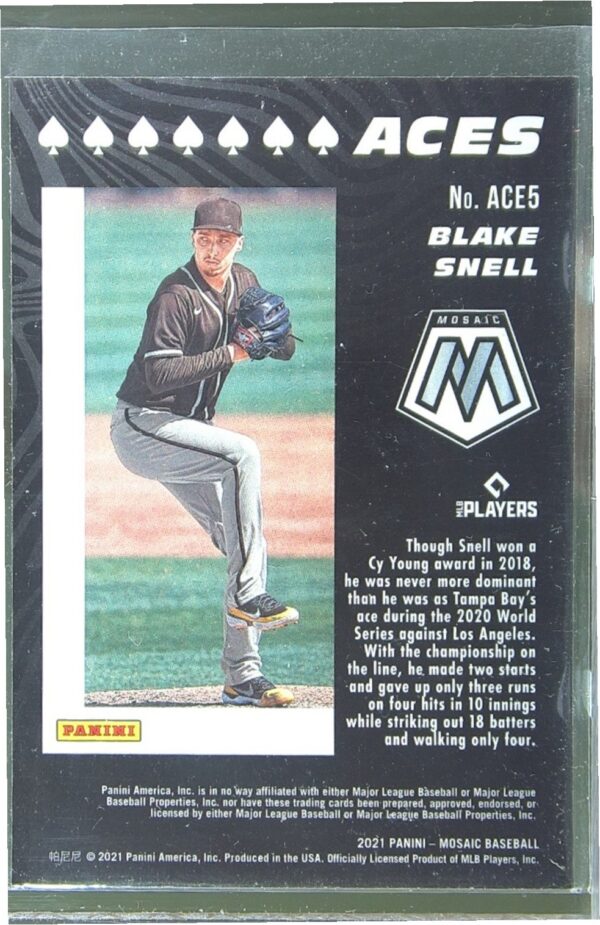 ACES
No. ACE5
BLAKE
SNELL
MOSAIC
M
MLB PLAYERS
Though Snell won a
Cy Young award in 2018,
he was never more dominant
than he was as Tampa Bay's
ace during the 2020 World
Series against Los Angeles.
With the championship on
the line, he made two starts
and gave up only three runs
on four hits in 10 innings
while striking out 18 batters
and walking only four.
PANINI
Panini America, Inc. is in no way affiliated with either Major League Baseball or Major League
Baseball Properties, Inc. nor have these trading cards been prepared, approved, endorsed, or
licensed by either Major League Baseball or Major League Baseball Properties, Inc.
2021 PANINI – MOSAIC BASEBALL
帕尼尼 © 2021 Panini America, Inc. Produced in the USA. Officially Licensed Product of MLB Players, Inc.